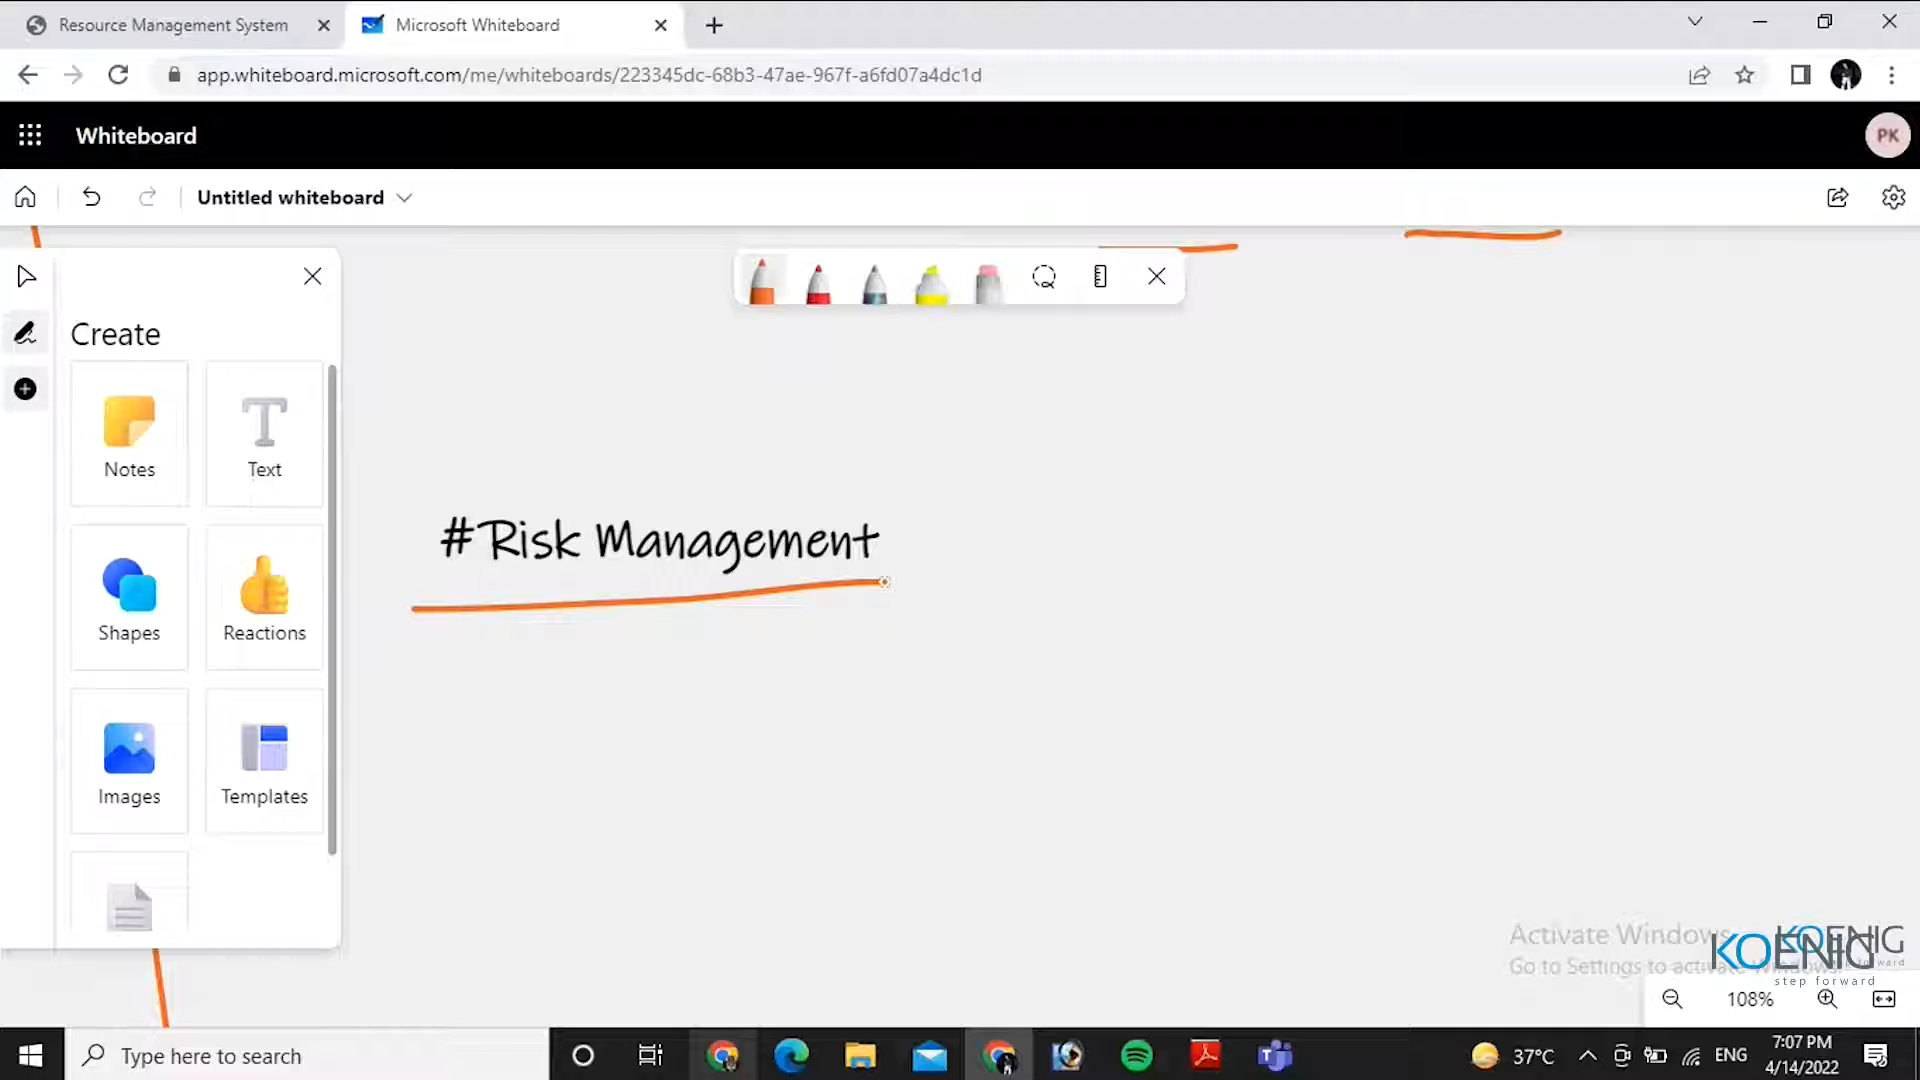 Resource Management System
Microsoft Whiteboard
app.whiteboard.microsoft.com/me/whiteboards/223345dc-68b3-47ae-967f-a6fd07a4dc1d
Whiteboard
PK
Untitled whiteboard
Create
Notes
Text
#Risk Management
Shapes
Reactions
Images
Templates
Activate Windows
Go to Settings to activate Windows.
KOENIG
KOENIG
step forward
108%
Type here to search
37°C
ENG
7:07 PM
4/14/2022